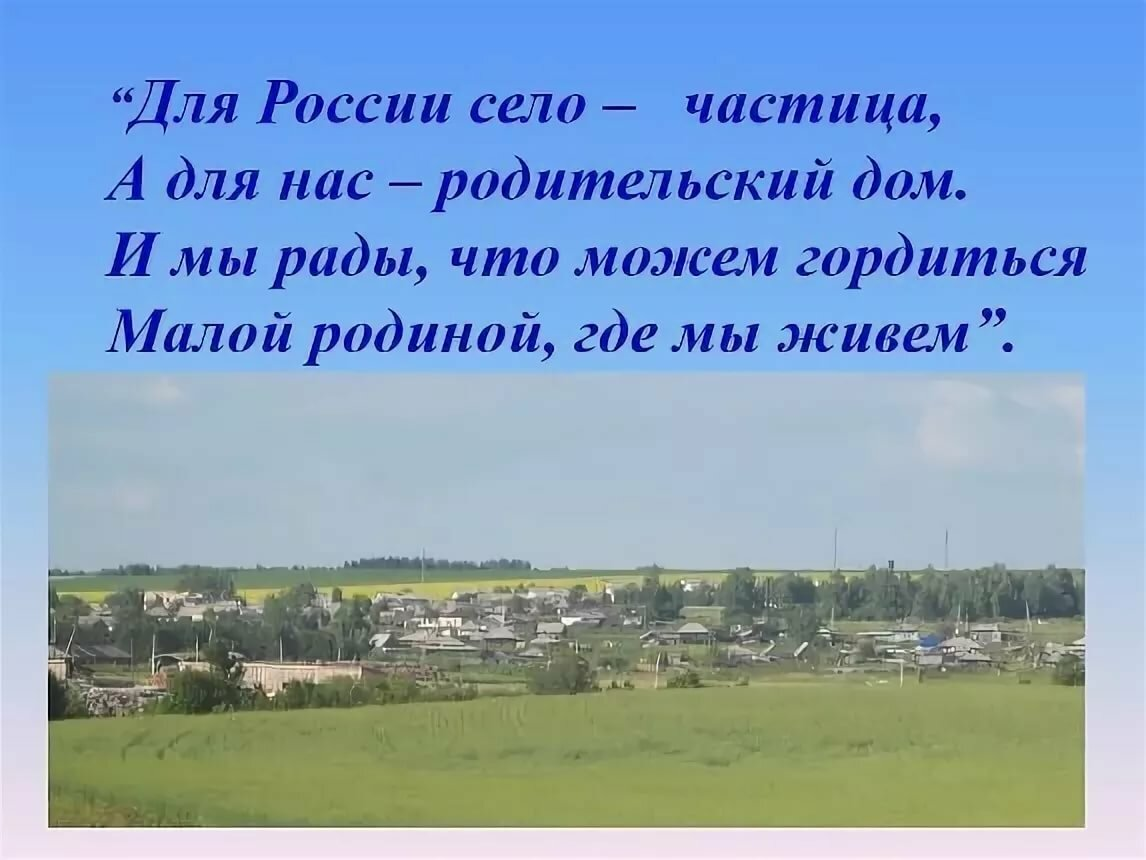 “Для России село – частица,
А для нас – родительский дом.
И мы рады, что можем гордиться
Малой родиной, где мы живем”.